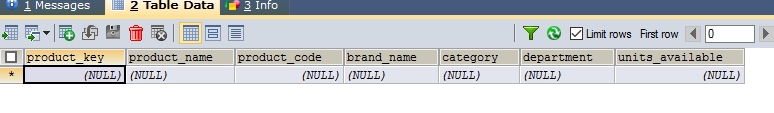 1 Messages 2 Table Data 3 Info
Limit rows First row 0
product_key product_name product_code brand_name category department units_available
* (NULL) (NULL) (NULL) (NULL) (NULL) (NULL) (NULL)